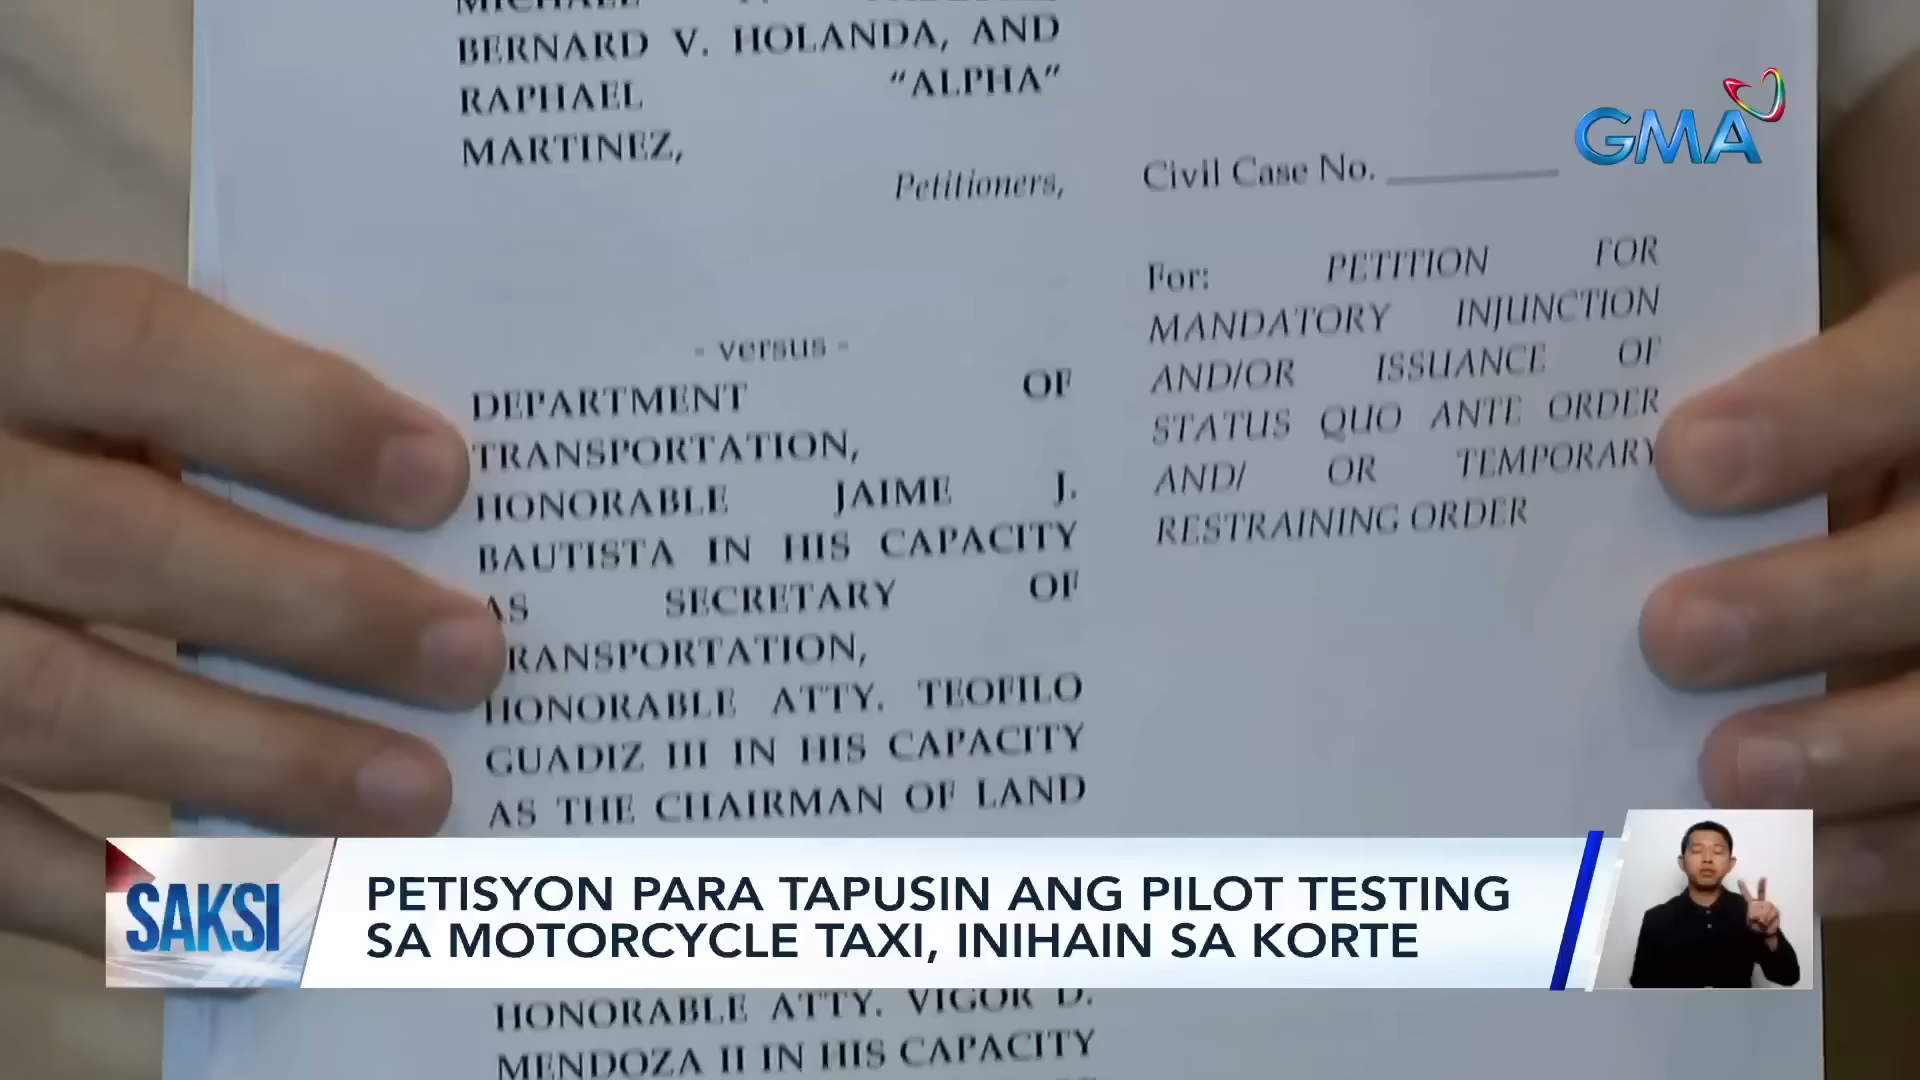 MICHAEL
BERNARD V. HOLANDA, AND
RAPHAEL "ALPHA"
MARTINEZ,
Petitioners,
- versus -
DEPARTMENT OF
TRANSPORTATION,
HONORABLE JAIME J.
BAUTISTA IN HIS CAPACITY
AS SECRETARY OF
TRANSPORTATION,
HONORABLE ATTY. TEOFILO
GUADIZ III IN HIS CAPACITY
AS THE CHAIRMAN OF LAND
HONORABLE ATTY. VIGOR D.
MENDOZA II IN HIS CAPACITY
Civil Case No.
For: PETITION FOR
MANDATORY INJUNCTION
AND/OR ISSUANCE OF
STATUS QUO ANTE ORDER
AND/ OR TEMPORARY
RESTRAINING ORDER
GMA
SAKSI
PETISYON PARA TAPUSIN ANG PILOT TESTING
SA MOTORCYCLE TAXI, INIHAIN SA KORTE